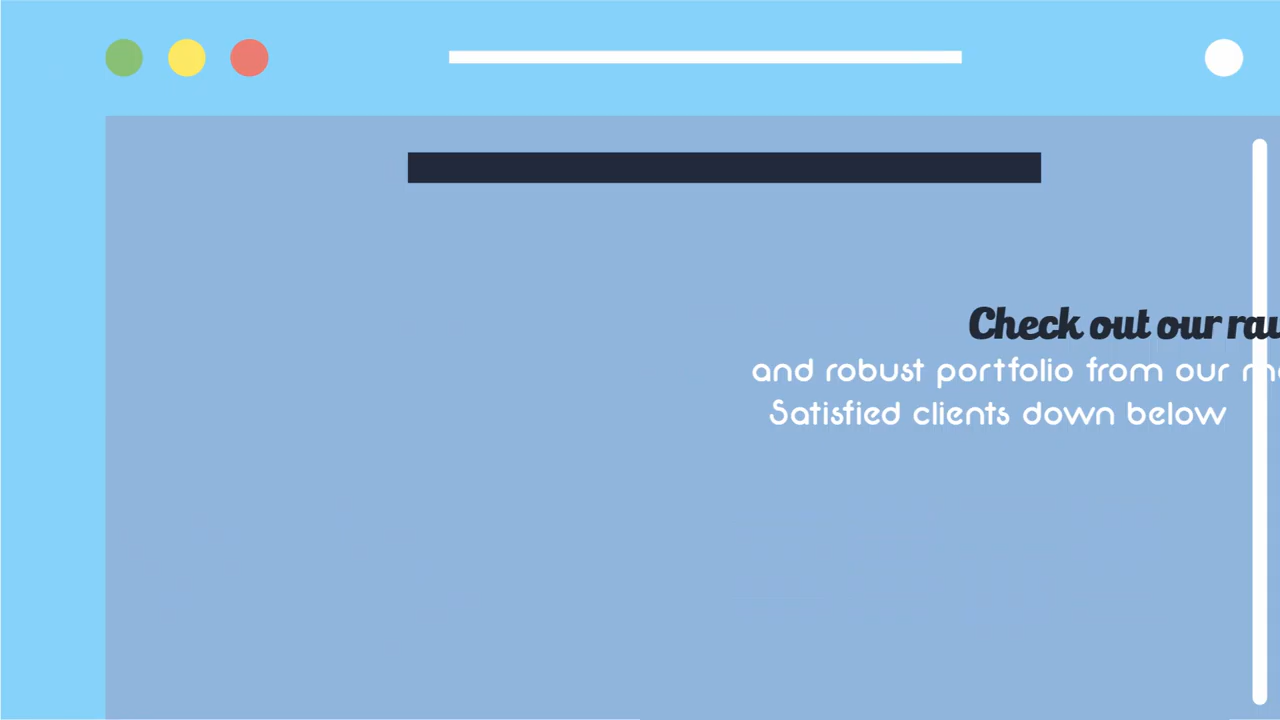 Check out our
and robust portfolio from our
Satisfied clients down below